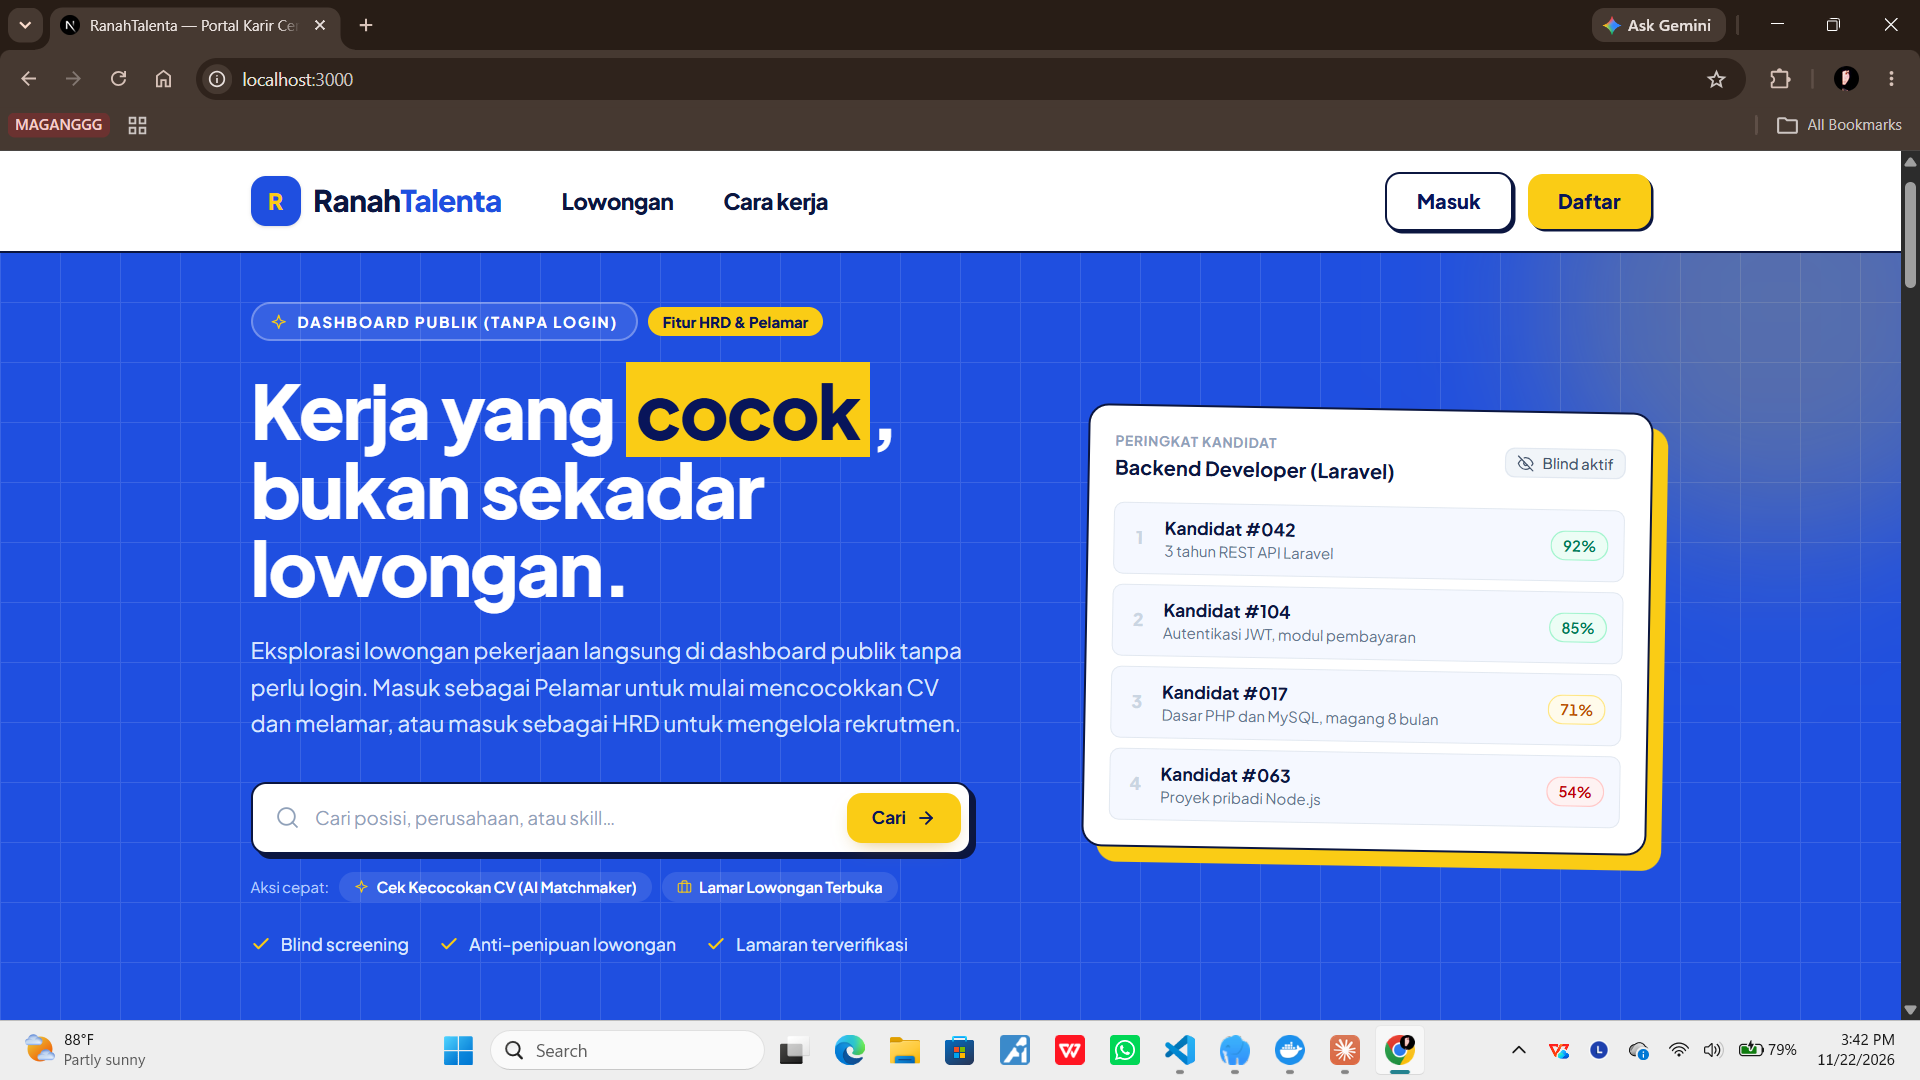 RanahTalenta — Portal Karir Ce
Ask Gemini
localhost:3000
MAGANGGG
All Bookmarks
R
RanahTalenta
Lowongan
Cara kerja
Masuk
Daftar
DASHBOARD PUBLIK (TANPA LOGIN)
Fitur HRD & Pelamar
Kerja yang cocok,
bukan sekadar
lowongan.
Eksplorasi lowongan pekerjaan langsung di dashboard publik tanpa
perlu login. Masuk sebagai Pelamar untuk mulai mencocokkan CV
dan melamar, atau masuk sebagai HRD untuk mengelola rekrutmen.
Cari posisi, perusahaan, atau skill...
Cari
Aksi cepat:
Cek Kecocokan CV (AI Matchmaker)
Lamar Lowongan Terbuka
Blind screening
Anti-penipuan lowongan
Lamaran terverifikasi
PERINGKAT KANDIDAT
Backend Developer (Laravel)
Blind aktif
1
Kandidat #042
3 tahun REST API Laravel
92%
2
Kandidat #104
Autentikasi JWT, modul pembayaran
85%
3
Kandidat #017
Dasar PHP dan MySQL, magang 8 bulan
71%
4
Kandidat #063
Proyek pribadi Node.js
54%
88°F
Partly sunny
Search
79%
3:42 PM
11/22/2026